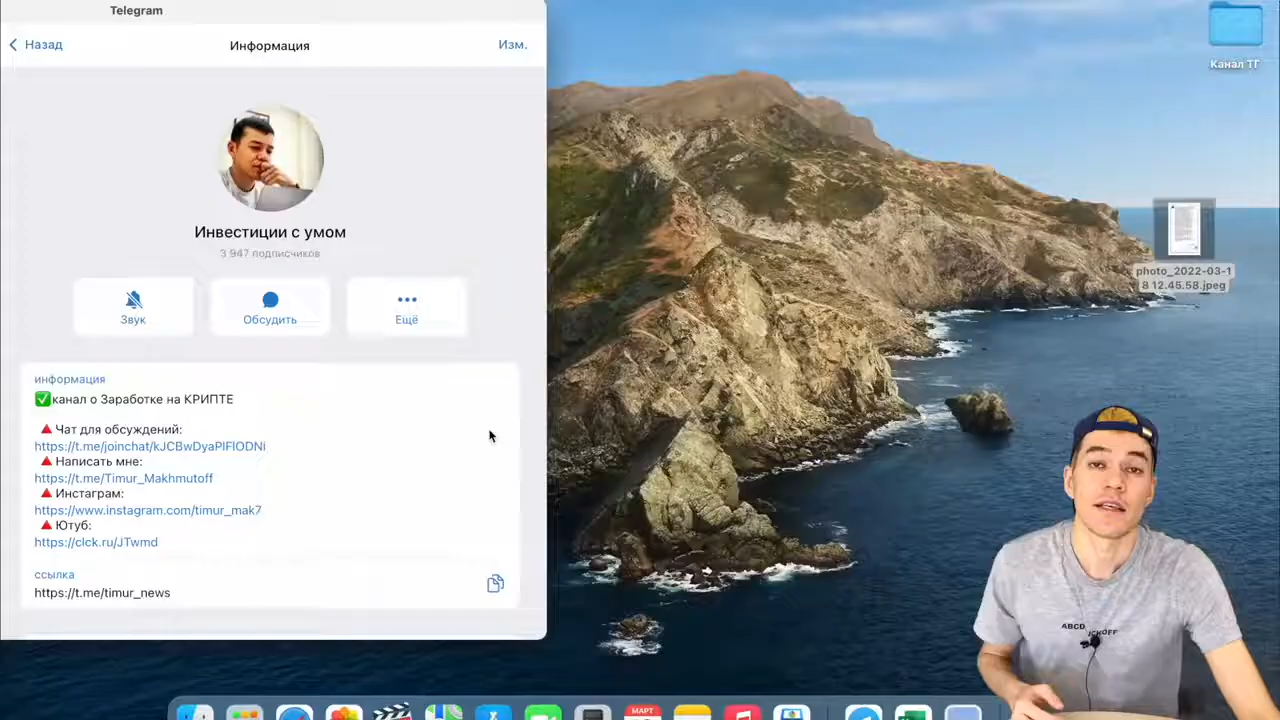 Telegram
Назад
Информация
Изм.
Инвестиции с умом
3 947 подписчиков
Звук
Обсудить
Ещё
информация
✅канал о Заработке на КРИПТЕ
🔺Чат для обсуждений:
https://t.me/joinchat/kJCBwDyaPIFlODNi
🔺Написать мне:
https://t.me/Timur_Makhmutoff
🔺Инстаграм:
https://www.instagram.com/timur_mak7
🔺Ютуб:
https://clck.ru/JTwmd
ссылка
https://t.me/timur_news
Канал ТГ
photo_2022-03-1
8 12.45.58.jpeg
ABCD
МАРТ